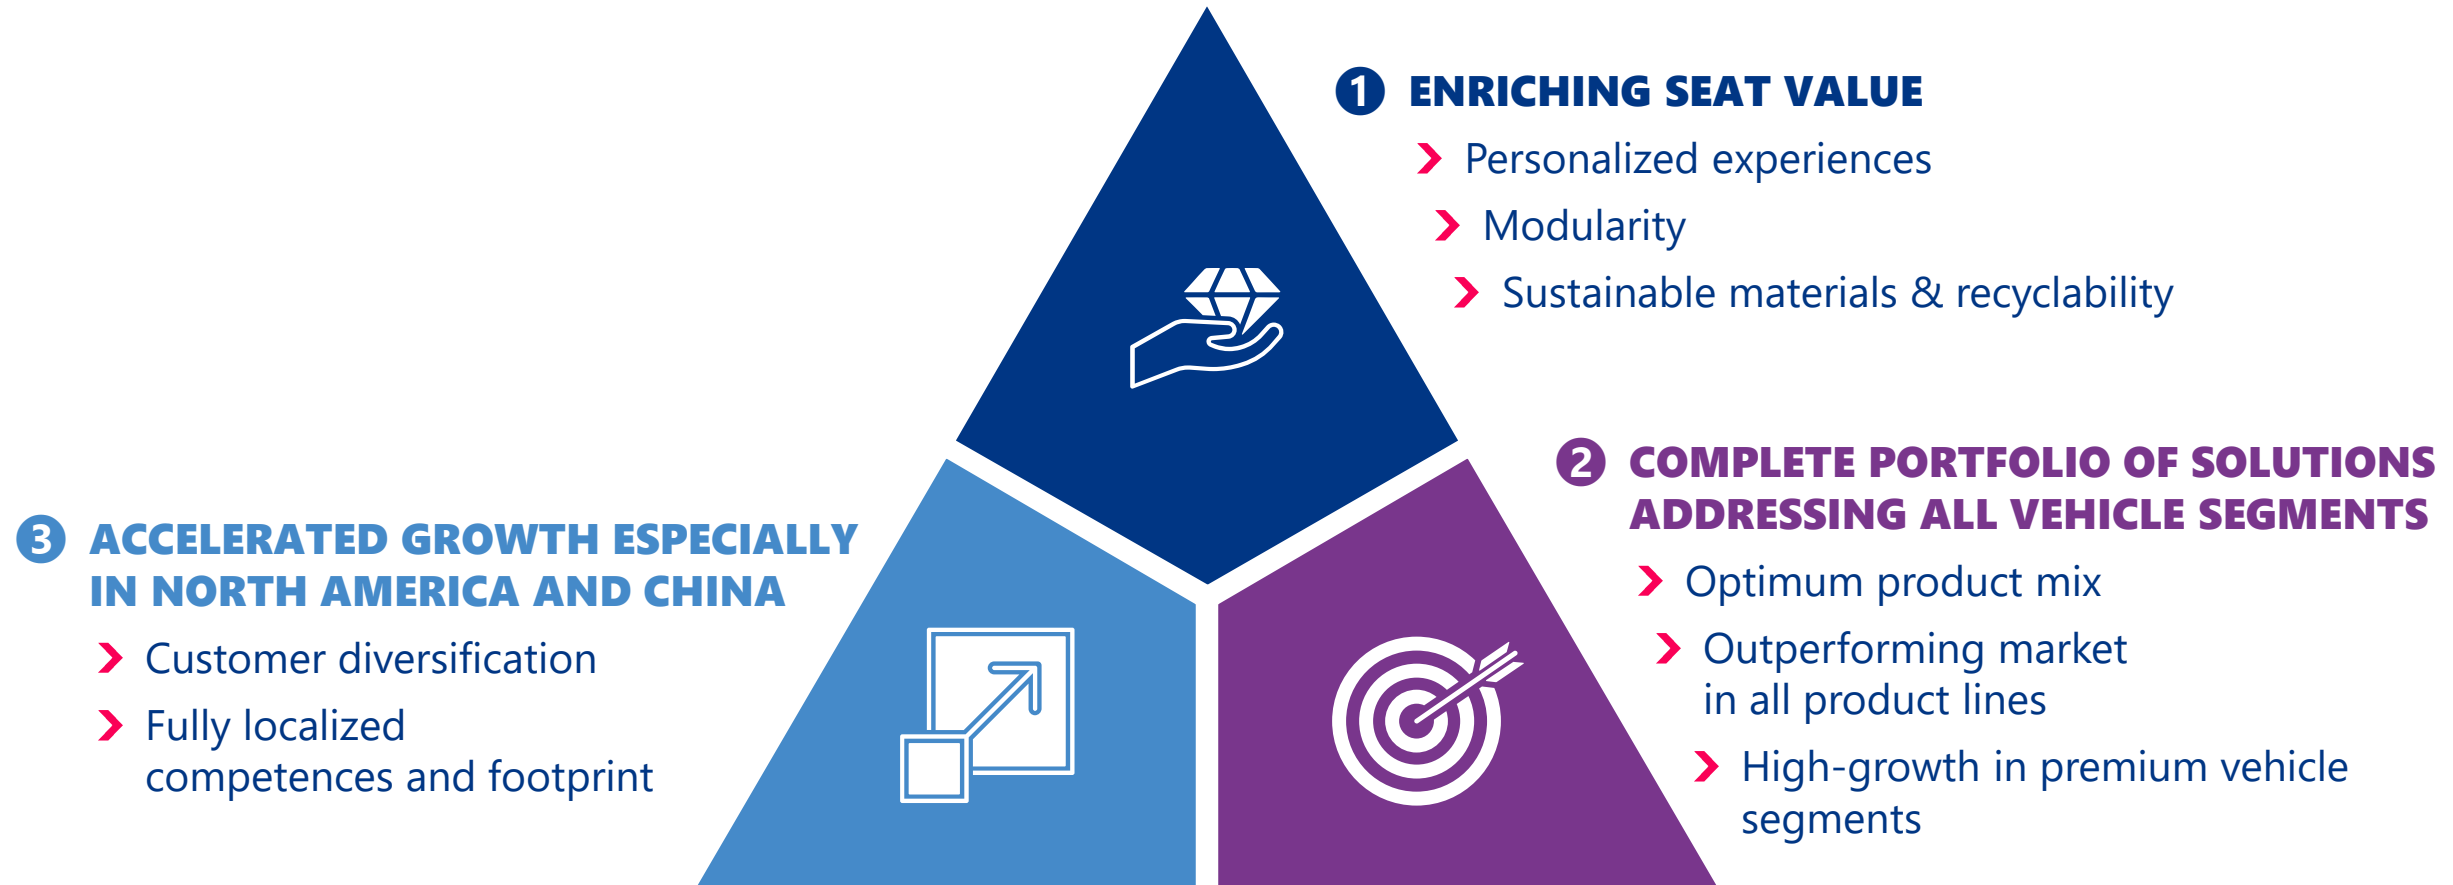 1 ENRICHING SEAT VALUE
Personalized experiences
Modularity
Sustainable materials & recyclability
2 COMPLETE PORTFOLIO OF SOLUTIONS
ADDRESSING ALL VEHICLE SEGMENTS
Optimum product mix
Outperforming market
in all product lines
High-growth in premium vehicle
segments
3 ACCELERATED GROWTH ESPECIALLY
IN NORTH AMERICA AND CHINA
Customer diversification
Fully localized
competences and footprint